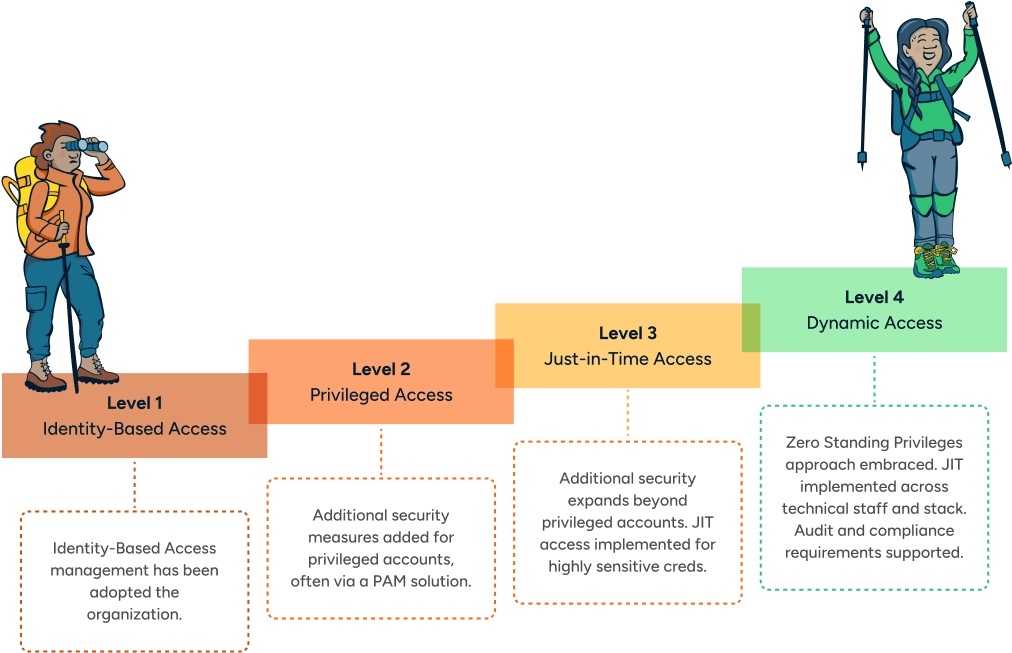 Level 1
Identity-Based Access
Identity-Based Access
management has been
adopted the
organization.
Level 2
Privileged Access
Additional security
measures added for
privileged accounts,
often via a PAM solution.
Level 3
Just-in-Time Access
Additional security
expands beyond
privileged accounts. JIT
access implemented for
highly sensitive creds.
Level 4
Dynamic Access
Zero Standing Privileges
approach embraced. JIT
implemented across
technical staff and stack.
Audit and compliance
requirements supported.